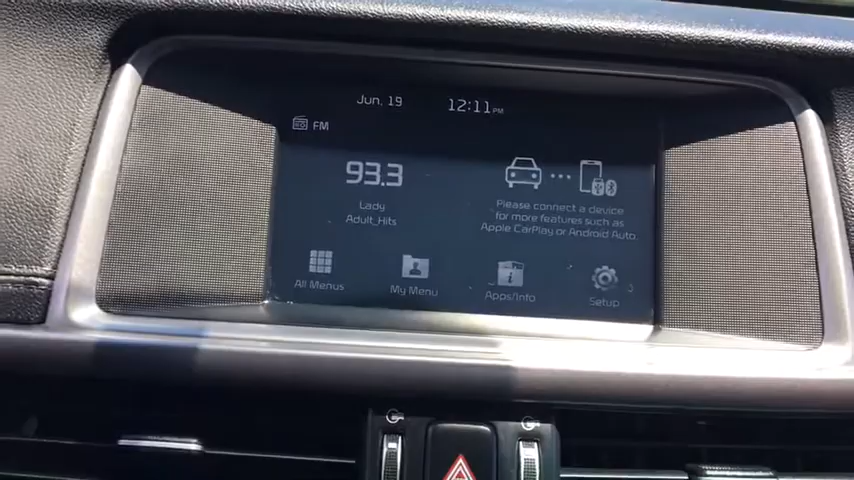 Jun, 19 12:11 PM
FM
93.3
Lady
Adult_Hits
Please connect a device
for more features such as
Apple CarPlay or Android Auto.
All Menus
My Menu
Apps/Info
Setup